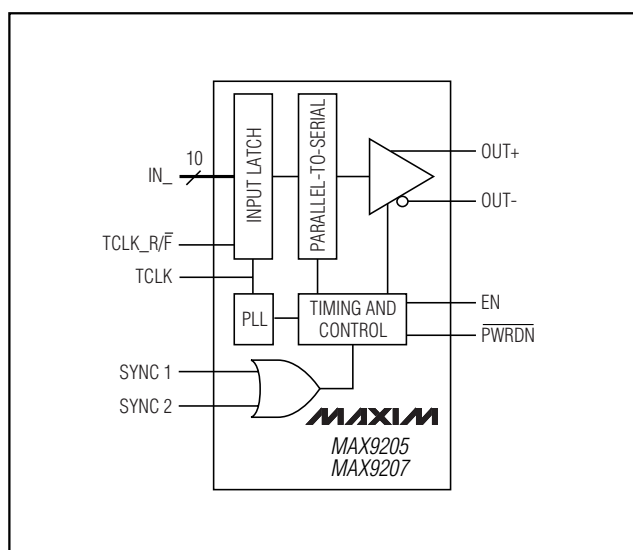 10
IN_
TCLK_R/F̅
TCLK
SYNC 1
SYNC 2
INPUT LATCH
PARALLEL-TO-SERIAL
PLL
TIMING AND
CONTROL
OUT+
OUT-
EN
P̅W̅R̅D̅N̅
MAXIM
MAX9205
MAX9207